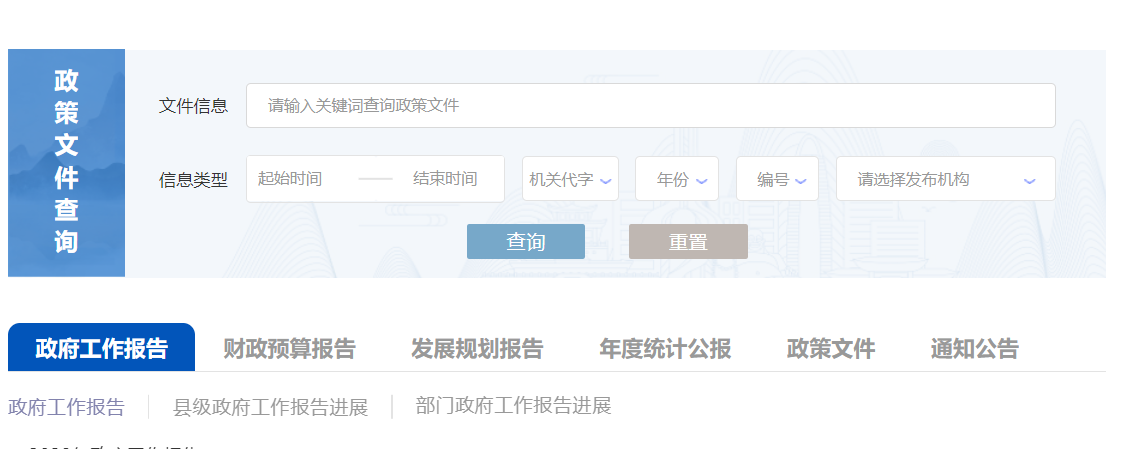 政策文件查询
文件信息 请输入关键词查询政策文件
信息类型 起始时间 结束时间 机关代字 年份 编号 请选择发布机构
查询 重置
政府工作报告 财政预算报告 发展规划报告 年度统计公报 政策文件 通知公告
政府工作报告 县级政府工作报告进展 部门政府工作报告进展